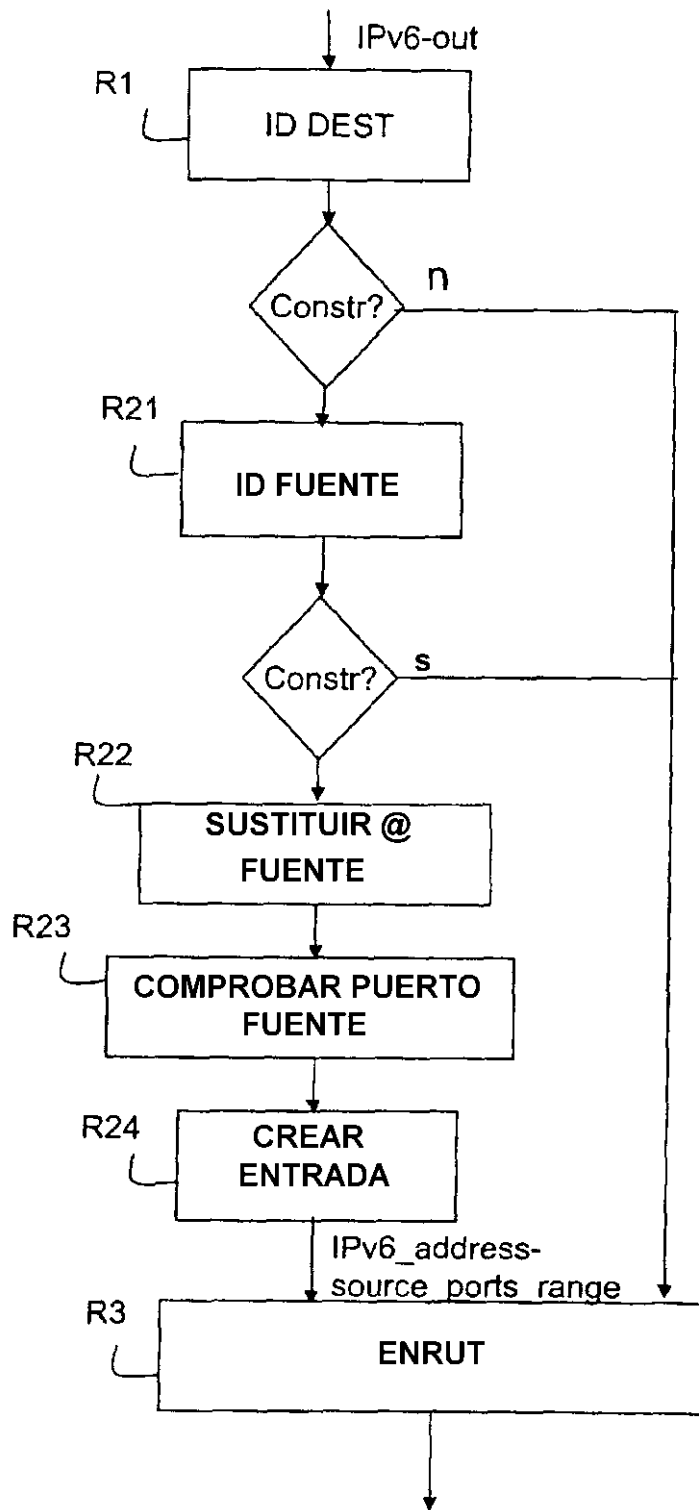 IPv6-out
R1
ID DEST
Constr?
n
R21
ID FUENTE
Constr?
s
R22
SUSTITUIR @
FUENTE
R23
COMPROBAR PUERTO
FUENTE
R24
CREAR
ENTRADA
IPv6_address-
source_ports_range
R3
ENRUT